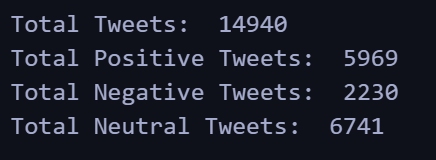 Total Tweets:  14940
Total Positive Tweets:  5969
Total Negative Tweets:  2230
Total Neutral Tweets:  6741